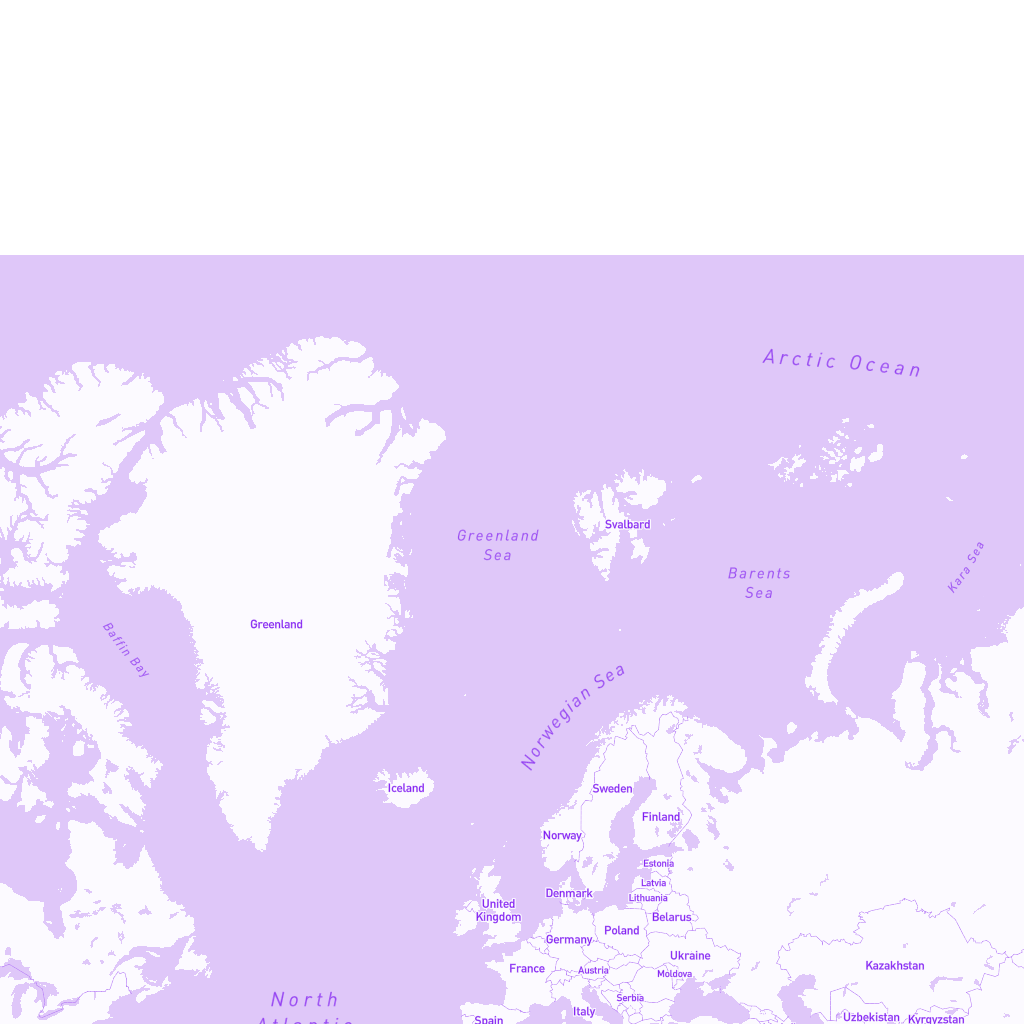 Arctic Ocean
Greenland
Sea
Svalbard
Barents
Sea
Kara Sea
Greenland
Baffin Bay
Norwegian Sea
Iceland
Sweden
Finland
Norway
Estonia
Latvia
Lithuania
Denmark
United
Kingdom
Belarus
Poland
Germany
Ukraine
France
Austria
Moldova
Kazakhstan
Serbia
North
Atlantic
Italy
Spain
Uzbekistan
Kyrgyzstan